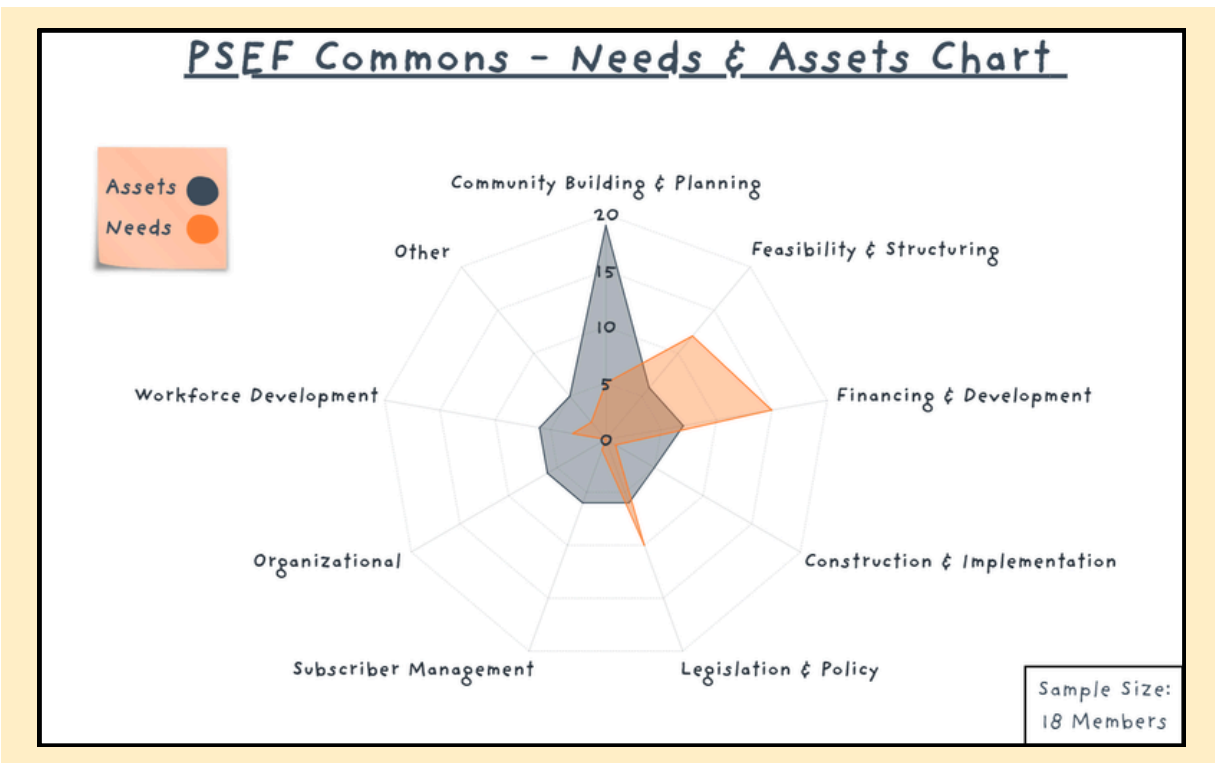 PSEF Commons - Needs & Assets Chart
Assets
Needs
Community Building & Planning
20
Feasibility & Structuring
Other
15
10
5
Workforce Development
Financing & Development
0
Organizational
Construction & Implementation
Subscriber Management
Legislation & Policy
Sample Size:
18 Members